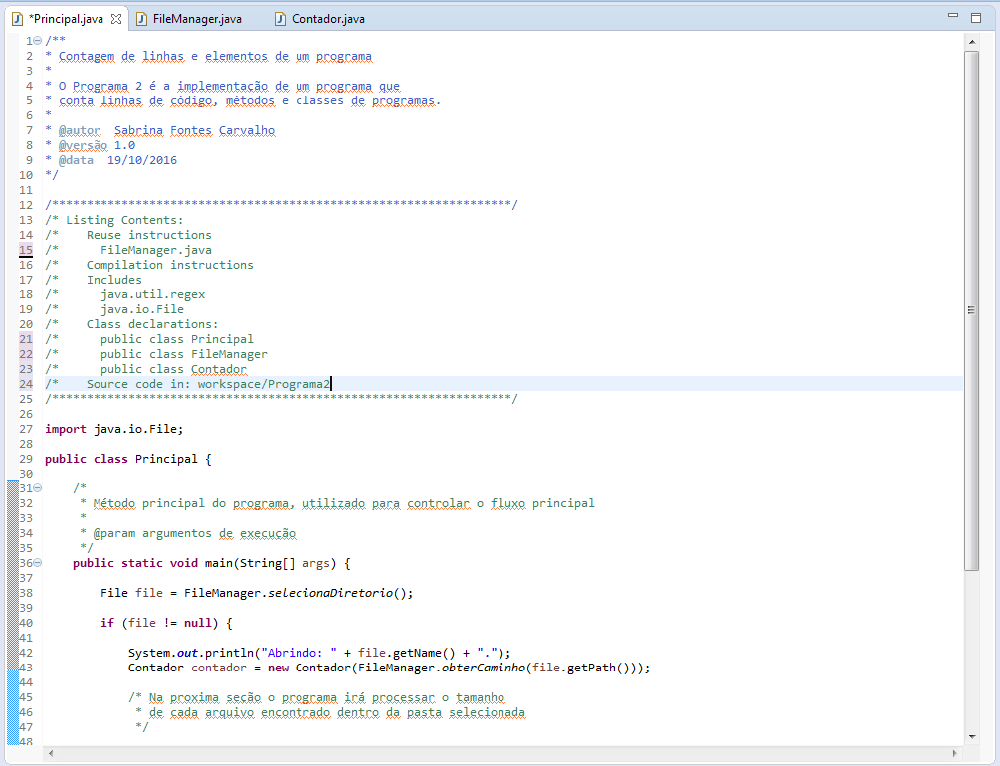 *Principal.java FileManager.java Contador.java
1 /**
2 * Contagem de linhas e elementos de um programa
3 *
4 * O Programa 2 é a implementação de um programa que
5 * conta linhas de código, métodos e classes de programas.
6 *
7 * @autor  Sabrina Fontes Carvalho
8 * @versão 1.0
9 * @data  19/10/2016
10 */
11
12 /******************************************************************/
13 /* Listing Contents:
14 /*    Reuse instructions
15 /*      FileManager.java
16 /*    Compilation instructions
17 /*    Includes
18 /*      java.util.regex
19 /*      java.io.File
20 /*    Class declarations:
21 /*      public class Principal
22 /*      public class FileManager
23 /*      public class Contador
24 /*    Source code in: workspace/Programa2
25 /******************************************************************/
26
27 import java.io.File;
28
29 public class Principal {
30
31     /*
32      * Método principal do programa, utilizado para controlar o fluxo principal
33      *
34      * @param argumentos de execução
35      */
36     public static void main(String[] args) {
37
38         File file = FileManager.selecionaDiretorio();
39
40         if (file != null) {
41
42             System.out.println("Abrindo: " + file.getName() + ".");
43             Contador contador = new Contador(FileManager.obterCaminho(file.getPath()));
44
45             /* Na proxima seção o programa irá processar o tamanho
46              * de cada arquivo encontrado dentro da pasta selecionada
47              */
48